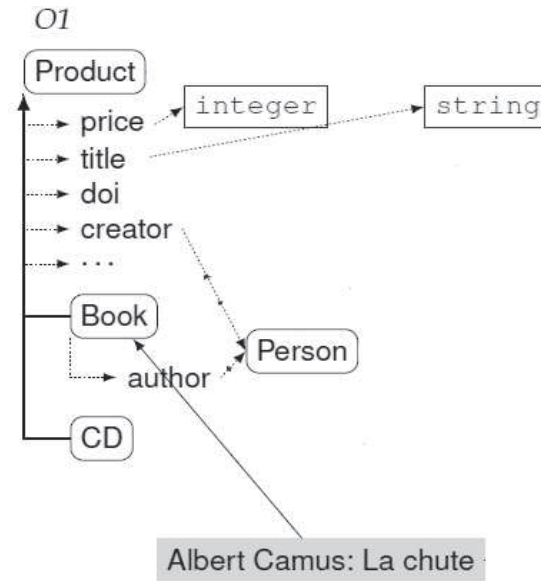 O1
Product
price
integer
string
title
doi
creator
. . .
Book
Person
author
CD
Albert Camus: La chute